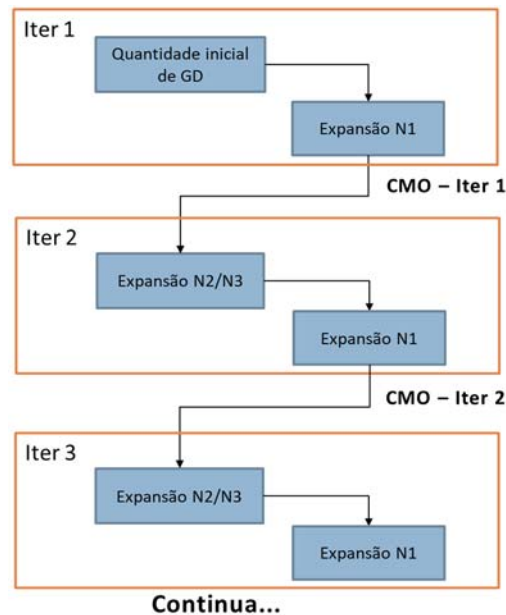 Iter 1
Quantidade inicial
de GD
Expansão N1
CMO – Iter 1
Iter 2
Expansão N2/N3
Expansão N1
CMO – Iter 2
Iter 3
Expansão N2/N3
Expansão N1
Continua...